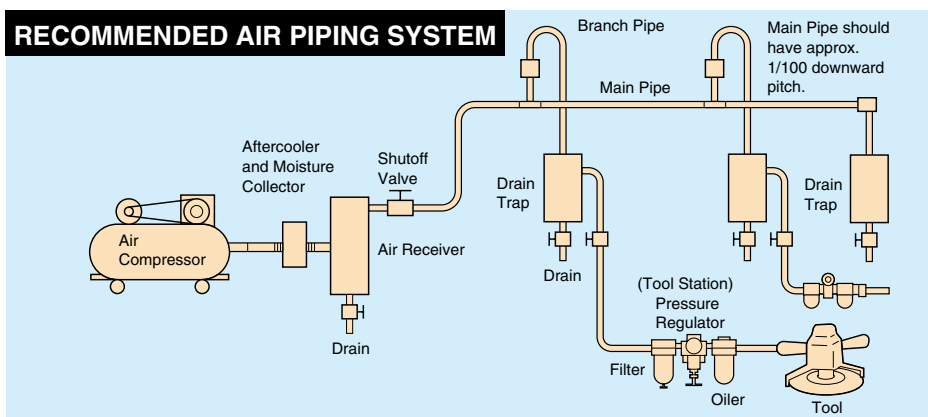 RECOMMENDED AIR PIPING SYSTEM
Branch Pipe
Main Pipe should
have approx.
1/100 downward
pitch.
Main Pipe
Aftercooler
and Moisture
Collector
Shutoff
Valve
Drain
Trap
Drain
Trap
Air
Compressor
Air Receiver
Drain
(Tool Station)
Pressure
Regulator
Drain
Filter
Oiler
Tool